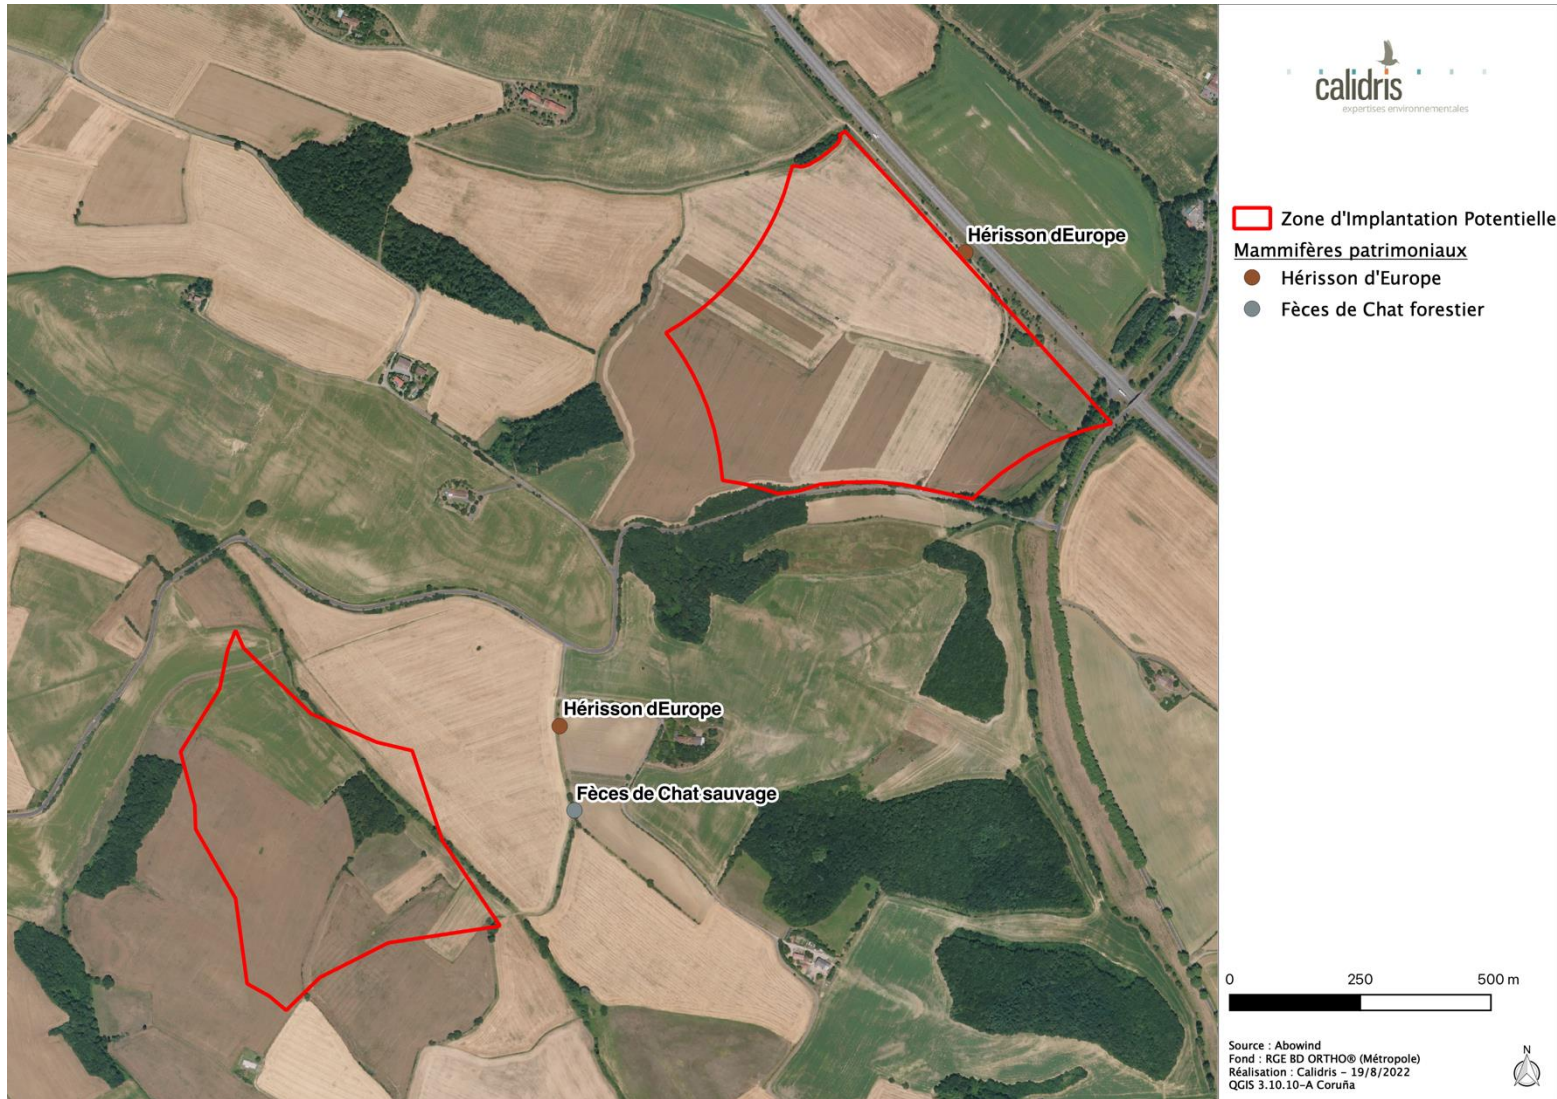 calidris
expertises environnementales
Zone d'Implantation Potentielle
Mammifères patrimoniaux
Hérisson d'Europe
Fèces de Chat forestier
Hérisson dEurope
Hérisson dEurope
Fèces de Chat sauvage
0 250 500 m
Source : Abowind
Fond : RGE BD ORTHO® (Métropole)
Réalisation : Calidris - 19/8/2022
QGIS 3.10.10-A Coruña
N